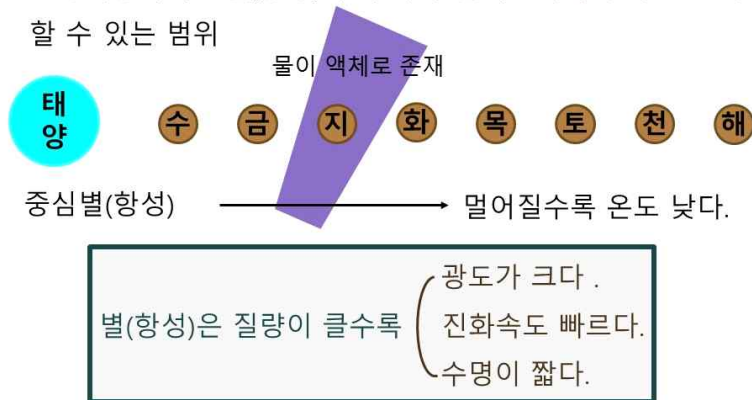 할 수 있는 범위
물이 액체로 존재
태양
수 금 지 화 목 토 천 해
중심별(항성)
멀어질수록 온도 낮다.
별(항성)은 질량이 클수록
광도가 크다 .
진화속도 빠르다.
수명이 짧다.